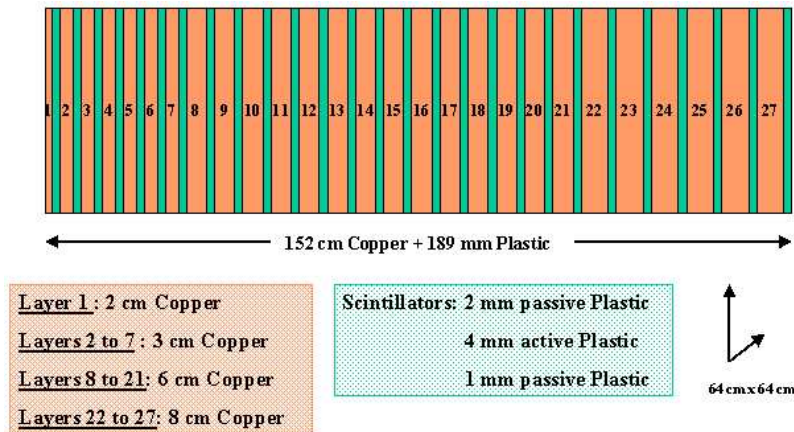 1 2 3 4 5 6 7 8 9 10 11 12 13 14 15 16 17 18 19 20 21 22 23 24 25 26 27
152 cm Copper + 189 mm Plastic
Layer 1 : 2 cm Copper
Layers 2 to 7 : 3 cm Copper
Layers 8 to 21: 6 cm Copper
Layers 22 to 27: 8 cm Copper
Scintillators: 2 mm passive Plastic
4 mm active Plastic
1 mm passive Plastic
64 cm x 64 cm